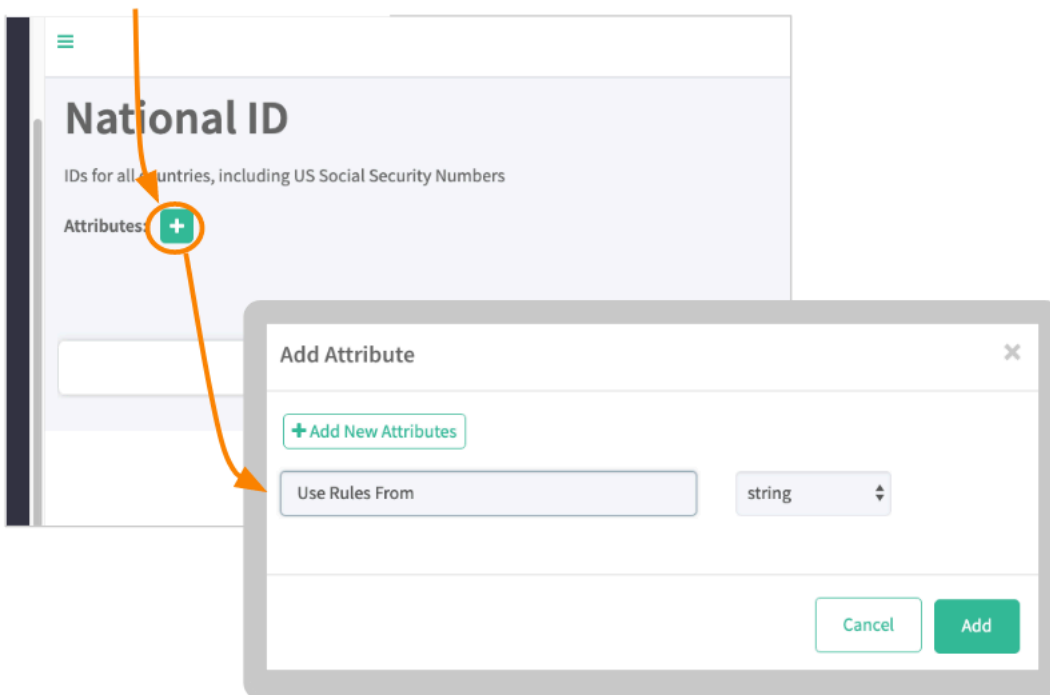 National ID
IDs for all countries, including US Social Security Numbers
Attributes:
Add Attribute
+ Add New Attributes
Use Rules From
string
Cancel
Add